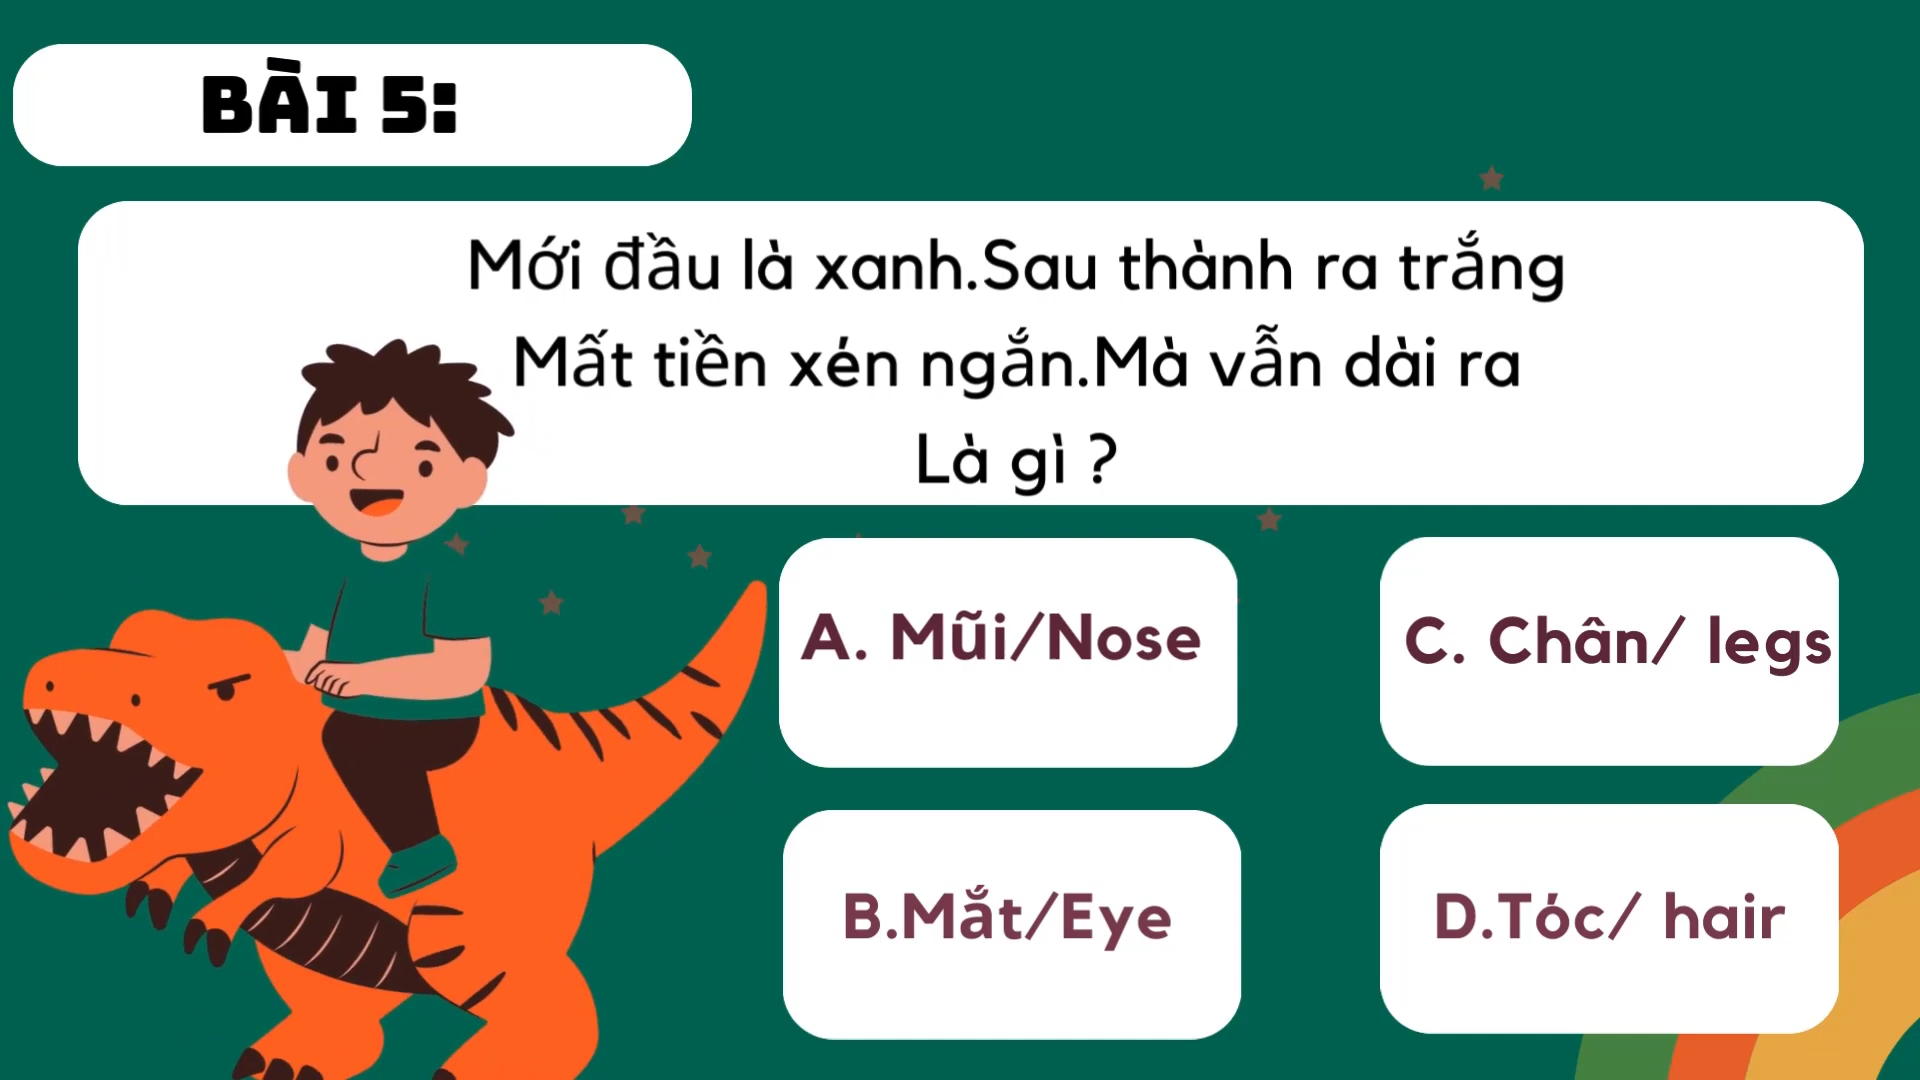 BÀI 5:
Mới đầu là xanh.Sau thành ra trắng
Mất tiền xén ngắn.Mà vẫn dài ra
Là gì ?
A. Mũi/Nose
C. Chân/ legs
B.Mắt/Eye
D.Tóc/ hair